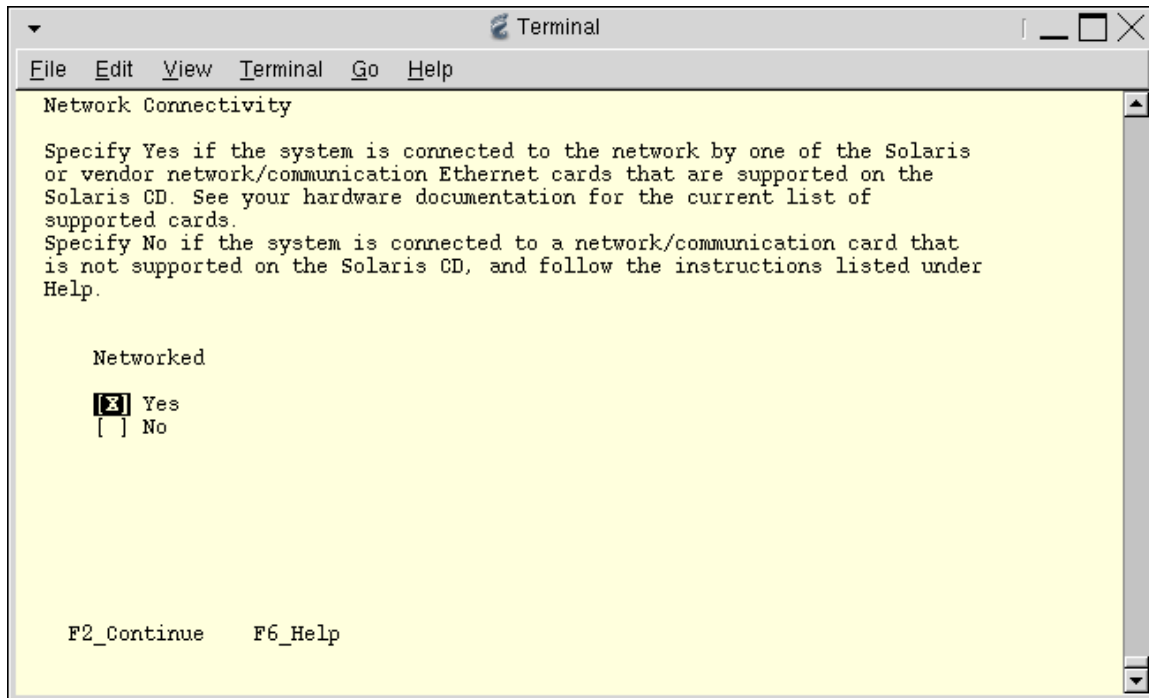 Terminal
File Edit View Terminal Go Help
Network Connectivity
Specify Yes if the system is connected to the network by one of the Solaris
or vendor network/communication Ethernet cards that are supported on the
Solaris CD. See your hardware documentation for the current list of
supported cards.
Specify No if the system is connected to a network/communication card that
is not supported on the Solaris CD, and follow the instructions listed under
Help.
Networked
[X] Yes
[ ] No
F2_Continue F6_Help